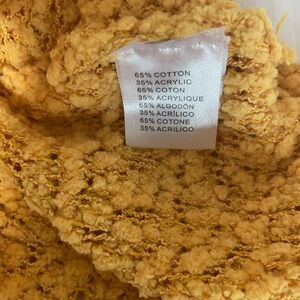 65% COTTON
35% ACRYLIC
65% COTON
35% ACRYLIQUE
65% ALGODÓN
35% ACRÍLICO
65% COTONE
35% ACRILICO